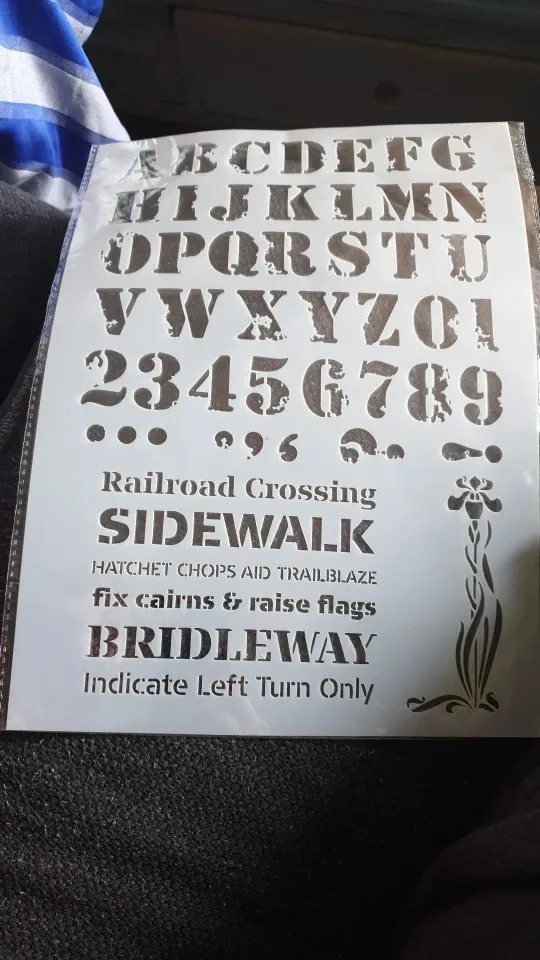 ABCDEFG
HIJKLMN
OPQRSTU
VWXYZ01
23456789
... ,,‘ ?. !
Railroad Crossing
SIDEWALK
HATCHET CHOPS AID TRAILBLAZE
fix cairns & raise flags
BRIDLEWAY
Indicate Left Turn Only